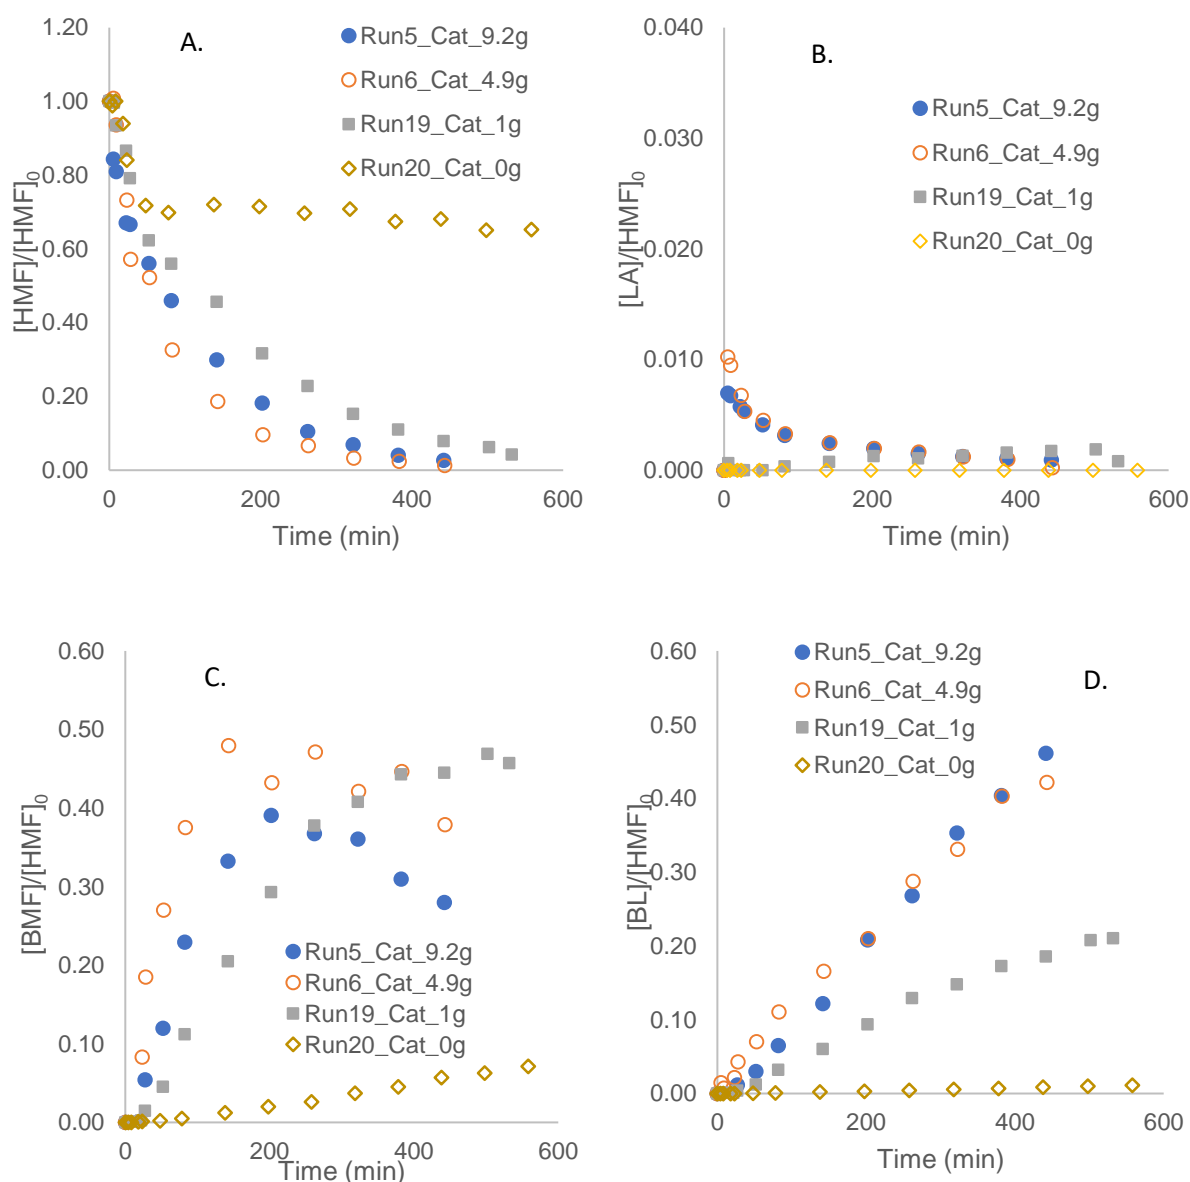 A.
[HMF]/[HMF]0
1.20
1.00
0.80
0.60
0.40
0.20
0.00
0
200
400
600
Time (min)
Run5_Cat_9.2g
Run6_Cat_4.9g
Run19_Cat_1g
Run20_Cat_0g
B.
[LA]/[HMF]0
0.040
0.030
0.020
0.010
0.000
0
200
400
600
Time (min)
Run5_Cat_9.2g
Run6_Cat_4.9g
Run19_Cat_1g
Run20_Cat_0g
C.
[BMF]/[HMF]0
0.60
0.50
0.40
0.30
0.20
0.10
0.00
0
200
400
600
Time (min)
Run5_Cat_9.2g
Run6_Cat_4.9g
Run19_Cat_1g
Run20_Cat_0g
D.
[BL]/[HMF]0
0.60
0.50
0.40
0.30
0.20
0.10
0.00
0
200
400
600
Time (min)
Run5_Cat_9.2g
Run6_Cat_4.9g
Run19_Cat_1g
Run20_Cat_0g